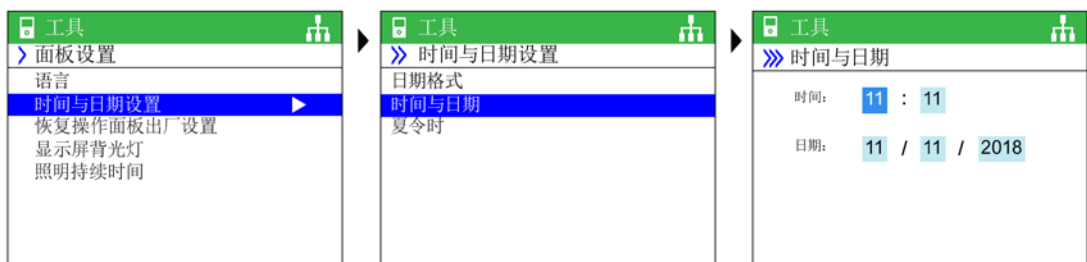 工具
面板设置
语言
时间与日期设置
恢复操作面板出厂设置
显示屏背光灯
照明持续时间
工具
时间与日期设置
日期格式
时间与日期
夏令时
工具
时间与日期
时间: 11 : 11
日期: 11 / 11 / 2018